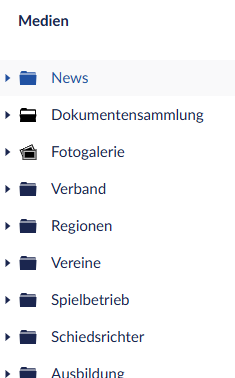 Medien
News
Dokumentensammlung
Fotogalerie
Verband
Regionen
Vereine
Spielbetrieb
Schiedsrichter
Ausbildung